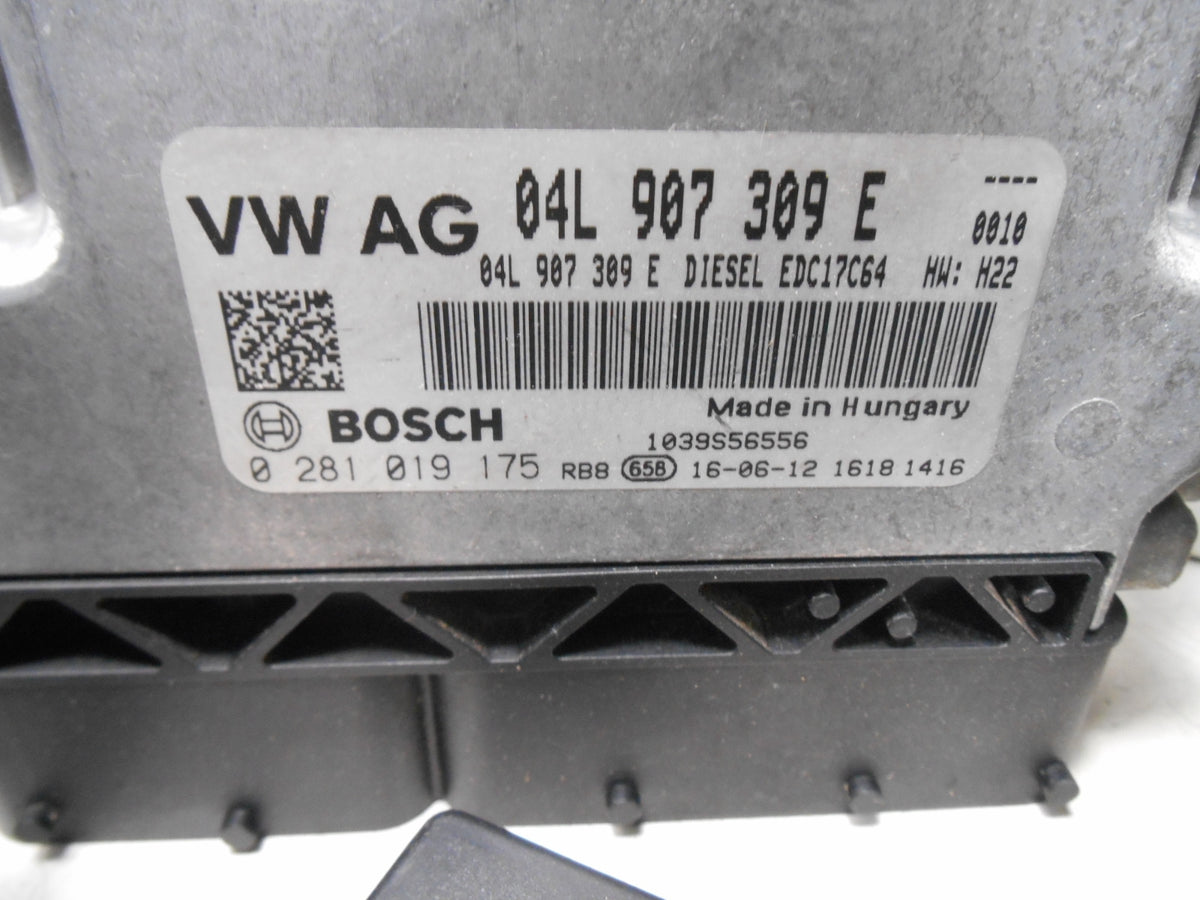 VW AG 04L 907 309 E ----
0010
04L 907 309 E DIESEL EDC17C64 HW: H22
Made in Hungary
BOSCH
1039S56556
0 281 019 175 RB8 65B 16-06-12 1618 1416